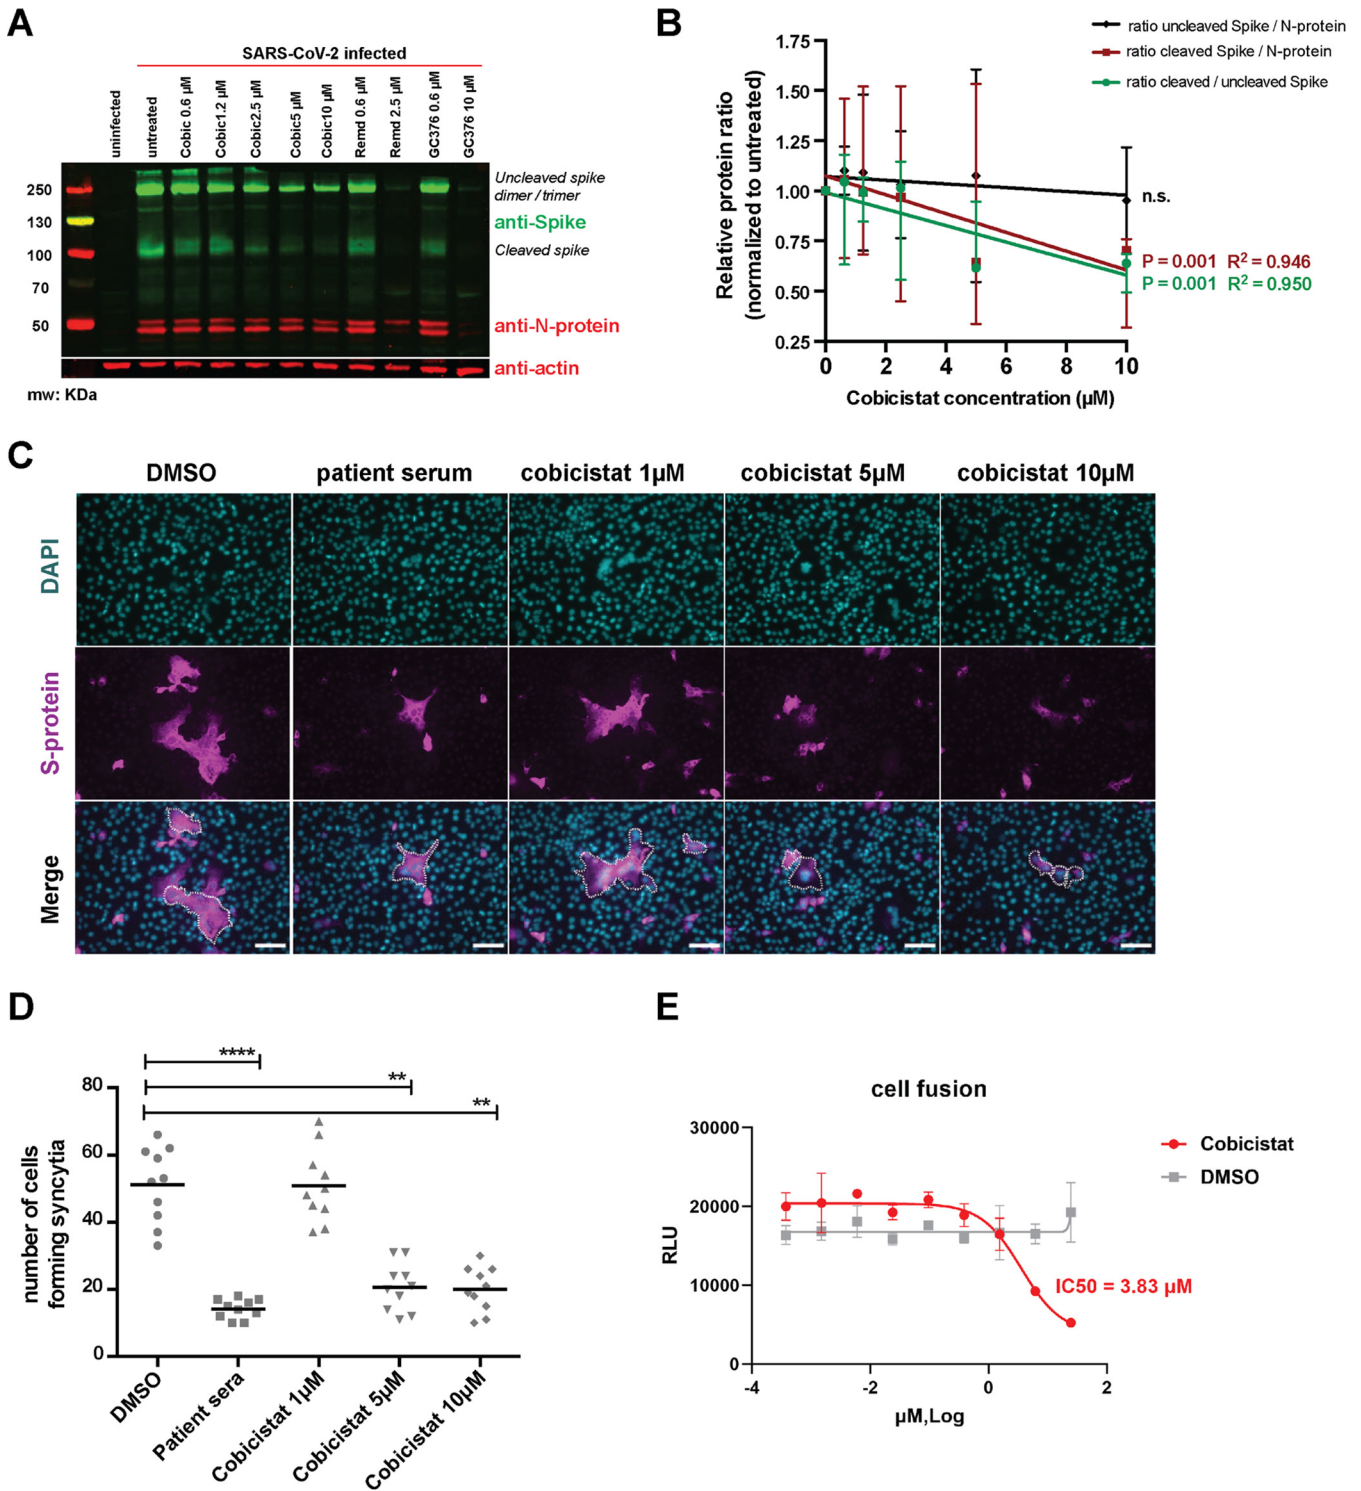 A
SARS-CoV-2 infected
uninfected
untreated
Cobic 0.6 µM
Cobic1.2 µM
Cobic2.5 µM
Cobic5 µM
Cobic10 µM
Remd 0.6 µM
Remd 2.5 µM
GC376 0.6 µM
GC376 10 µM
250
130
100
70
50
Uncleaved spike
dimer / trimer
anti-Spike
Cleaved spike
anti-N-protein
anti-actin
mw: KDa
B
ratio uncleaved Spike / N-protein
ratio cleaved Spike / N-protein
ratio cleaved / uncleaved Spike
Relative protein ratio
(normalized to untreated)
1.75
1.50
1.25
1.00
0.75
0.50
0.25
n.s.
P = 0.001 R2 = 0.946
P = 0.001 R2 = 0.950
0 2 4 6 8 10
Cobicistat concentration (µM)
C
DMSO patient serum cobicistat 1µM cobicistat 5µM cobicistat 10µM
DAPI
S-protein
Merge
D
****
**
**
number of cells
forming syncytia
80
60
40
20
0
DMSO
Patient sera
Cobicistat 1µM
Cobicistat 5µM
Cobicistat 10µM
E
cell fusion
Cobicistat
DMSO
RLU
30000
20000
10000
0
IC50 = 3.83 µM
-4 -2 0 2
µM,Log